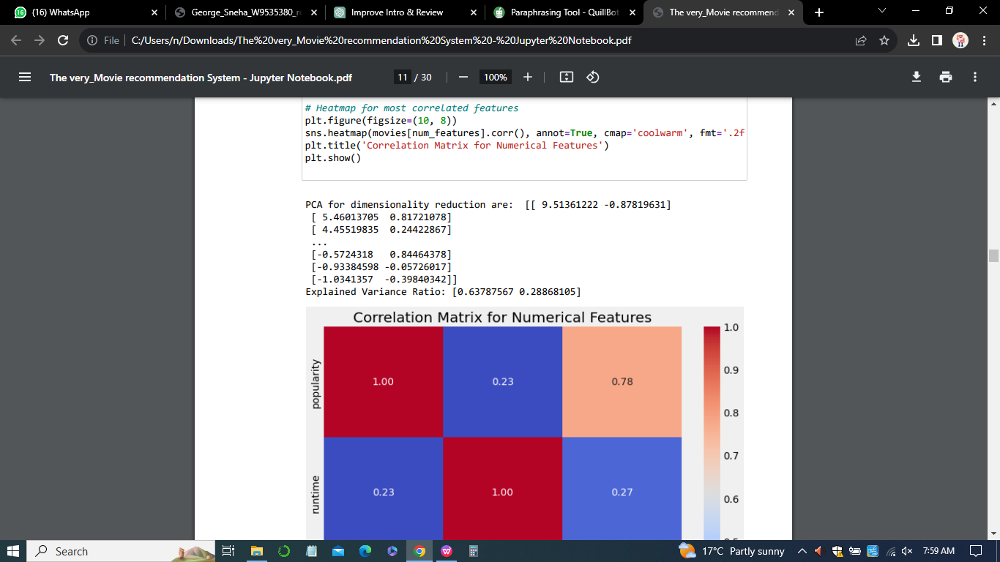 (16) WhatsApp
George_Sneha_W9535380_r
Improve Intro & Review
Paraphrasing Tool - QuillBot
The very_Movie recommend
File | C:/Users/n/Downloads/The%20very_Movie%20recommendation%20System%20-%20Jupyter%20Notebook.pdf
The very_Movie recommendation System - Jupyter Notebook.pdf
11 / 30
100%
# Heatmap for most correlated features
plt.figure(figsize=(10, 8))
sns.heatmap(movies[num_features].corr(), annot=True, cmap='coolwarm', fmt='.2f
plt.title('Correlation Matrix for Numerical Features')
plt.show()
PCA for dimensionality reduction are:  [[ 9.51361222 -0.87819631]
[ 5.46013705  0.81721078]
[ 4.45519835  0.24422867]
...
[-0.5724318   0.84464378]
[-0.93384598 -0.05726017]
[-1.0341357  -0.39840342]]
Explained Variance Ratio: [0.63787567 0.28868105]
Correlation Matrix for Numerical Features
popularity
1.00
0.23
0.78
runtime
0.23
1.00
0.27
1.0
0.9
0.8
0.7
0.6
Search
17°C Partly sunny
7:59 AM